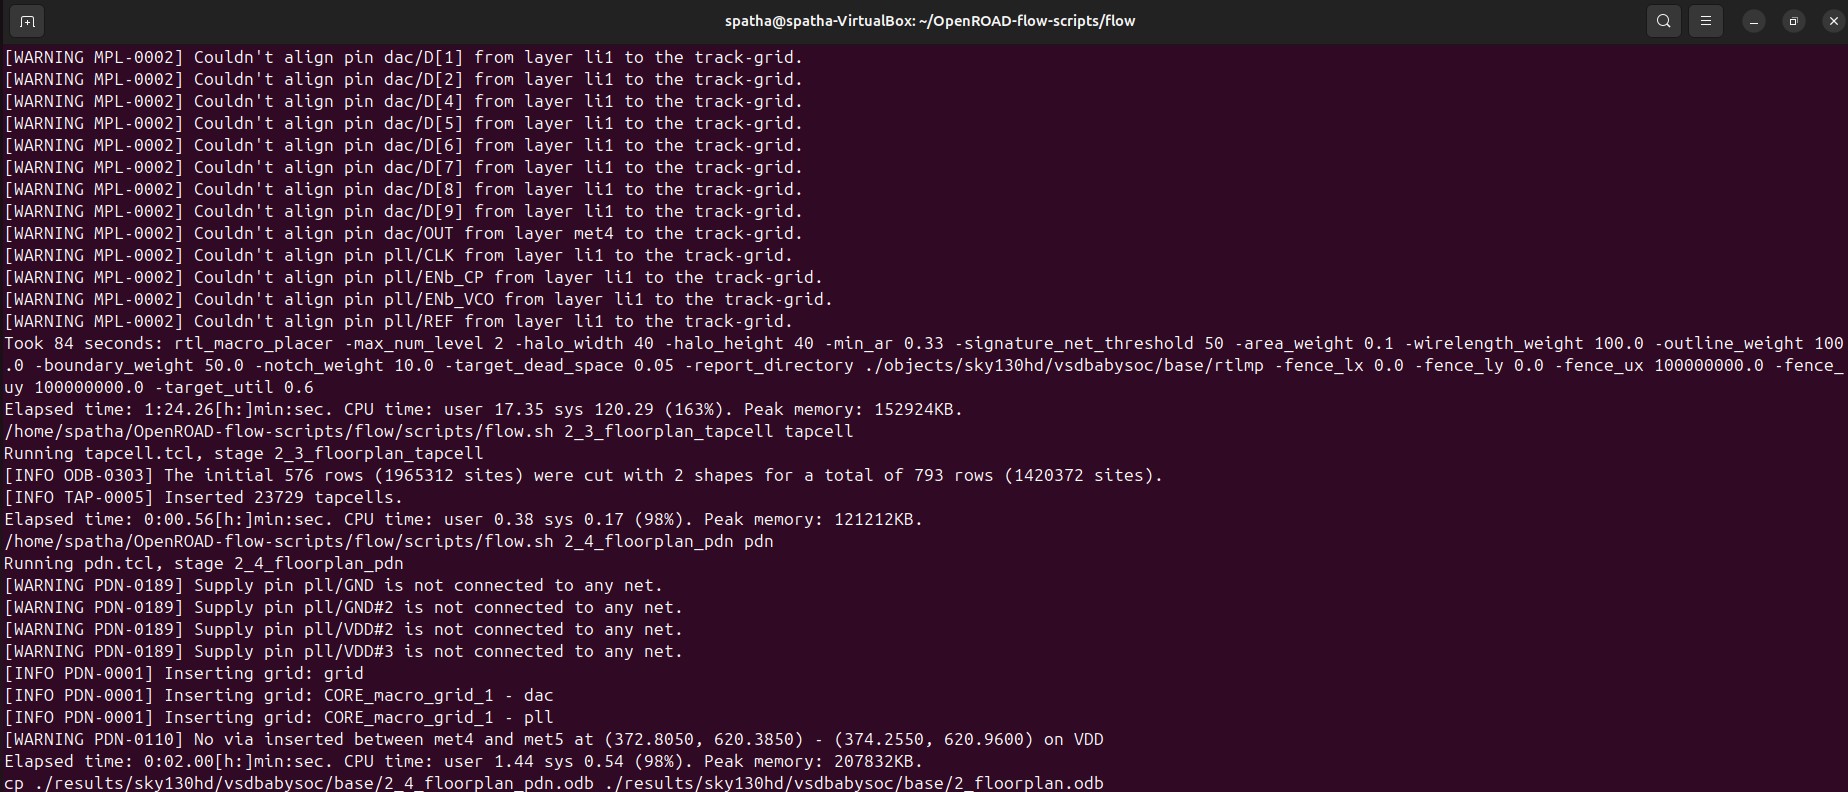 spatha@spatha-VirtualBox: ~/OpenROAD-flow-scripts/flow
[WARNING MPL-0002] Couldn't align pin dac/D[1] from layer li1 to the track-grid.
[WARNING MPL-0002] Couldn't align pin dac/D[2] from layer li1 to the track-grid.
[WARNING MPL-0002] Couldn't align pin dac/D[4] from layer li1 to the track-grid.
[WARNING MPL-0002] Couldn't align pin dac/D[5] from layer li1 to the track-grid.
[WARNING MPL-0002] Couldn't align pin dac/D[6] from layer li1 to the track-grid.
[WARNING MPL-0002] Couldn't align pin dac/D[7] from layer li1 to the track-grid.
[WARNING MPL-0002] Couldn't align pin dac/D[8] from layer li1 to the track-grid.
[WARNING MPL-0002] Couldn't align pin dac/D[9] from layer li1 to the track-grid.
[WARNING MPL-0002] Couldn't align pin dac/OUT from layer met4 to the track-grid.
[WARNING MPL-0002] Couldn't align pin pll/CLK from layer li1 to the track-grid.
[WARNING MPL-0002] Couldn't align pin pll/ENb_CP from layer li1 to the track-grid.
[WARNING MPL-0002] Couldn't align pin pll/ENb_VCO from layer li1 to the track-grid.
[WARNING MPL-0002] Couldn't align pin pll/REF from layer li1 to the track-grid.
Took 84 seconds: rtl_macro_placer -max_num_level 2 -halo_width 40 -halo_height 40 -min_ar 0.33 -signature_net_threshold 50 -area_weight 0.1 -wirelength_weight 100.0 -outline_weight 100
.0 -boundary_weight 50.0 -notch_weight 10.0 -target_dead_space 0.05 -report_directory ./objects/sky130hd/vsdbabysoc/base/rtlmp -fence_lx 0.0 -fence_ly 0.0 -fence_ux 100000000.0 -fence_
uy 100000000.0 -target_util 0.6
Elapsed time: 1:24.26[h:]min:sec. CPU time: user 17.35 sys 120.29 (163%). Peak memory: 152924KB.
/home/spatha/OpenROAD-flow-scripts/flow/scripts/flow.sh 2_3_floorplan_tapcell tapcell
Running tapcell.tcl, stage 2_3_floorplan_tapcell
[INFO ODB-0303] The initial 576 rows (1965312 sites) were cut with 2 shapes for a total of 793 rows (1420372 sites).
[INFO TAP-0005] Inserted 23729 tapcells.
Elapsed time: 0:00.56[h:]min:sec. CPU time: user 0.38 sys 0.17 (98%). Peak memory: 121212KB.
/home/spatha/OpenROAD-flow-scripts/flow/scripts/flow.sh 2_4_floorplan_pdn pdn
Running pdn.tcl, stage 2_4_floorplan_pdn
[WARNING PDN-0189] Supply pin pll/GND is not connected to any net.
[WARNING PDN-0189] Supply pin pll/GND#2 is not connected to any net.
[WARNING PDN-0189] Supply pin pll/VDD#2 is not connected to any net.
[WARNING PDN-0189] Supply pin pll/VDD#3 is not connected to any net.
[INFO PDN-0001] Inserting grid: grid
[INFO PDN-0001] Inserting grid: CORE_macro_grid_1 - dac
[INFO PDN-0001] Inserting grid: CORE_macro_grid_1 - pll
[WARNING PDN-0110] No via inserted between met4 and met5 at (372.8050, 620.3850) - (374.2550, 620.9600) on VDD
Elapsed time: 0:02.00[h:]min:sec. CPU time: user 1.44 sys 0.54 (98%). Peak memory: 207832KB.
cp ./results/sky130hd/vsdbabysoc/base/2_4_floorplan_pdn.odb ./results/sky130hd/vsdbabysoc/base/2_floorplan.odb